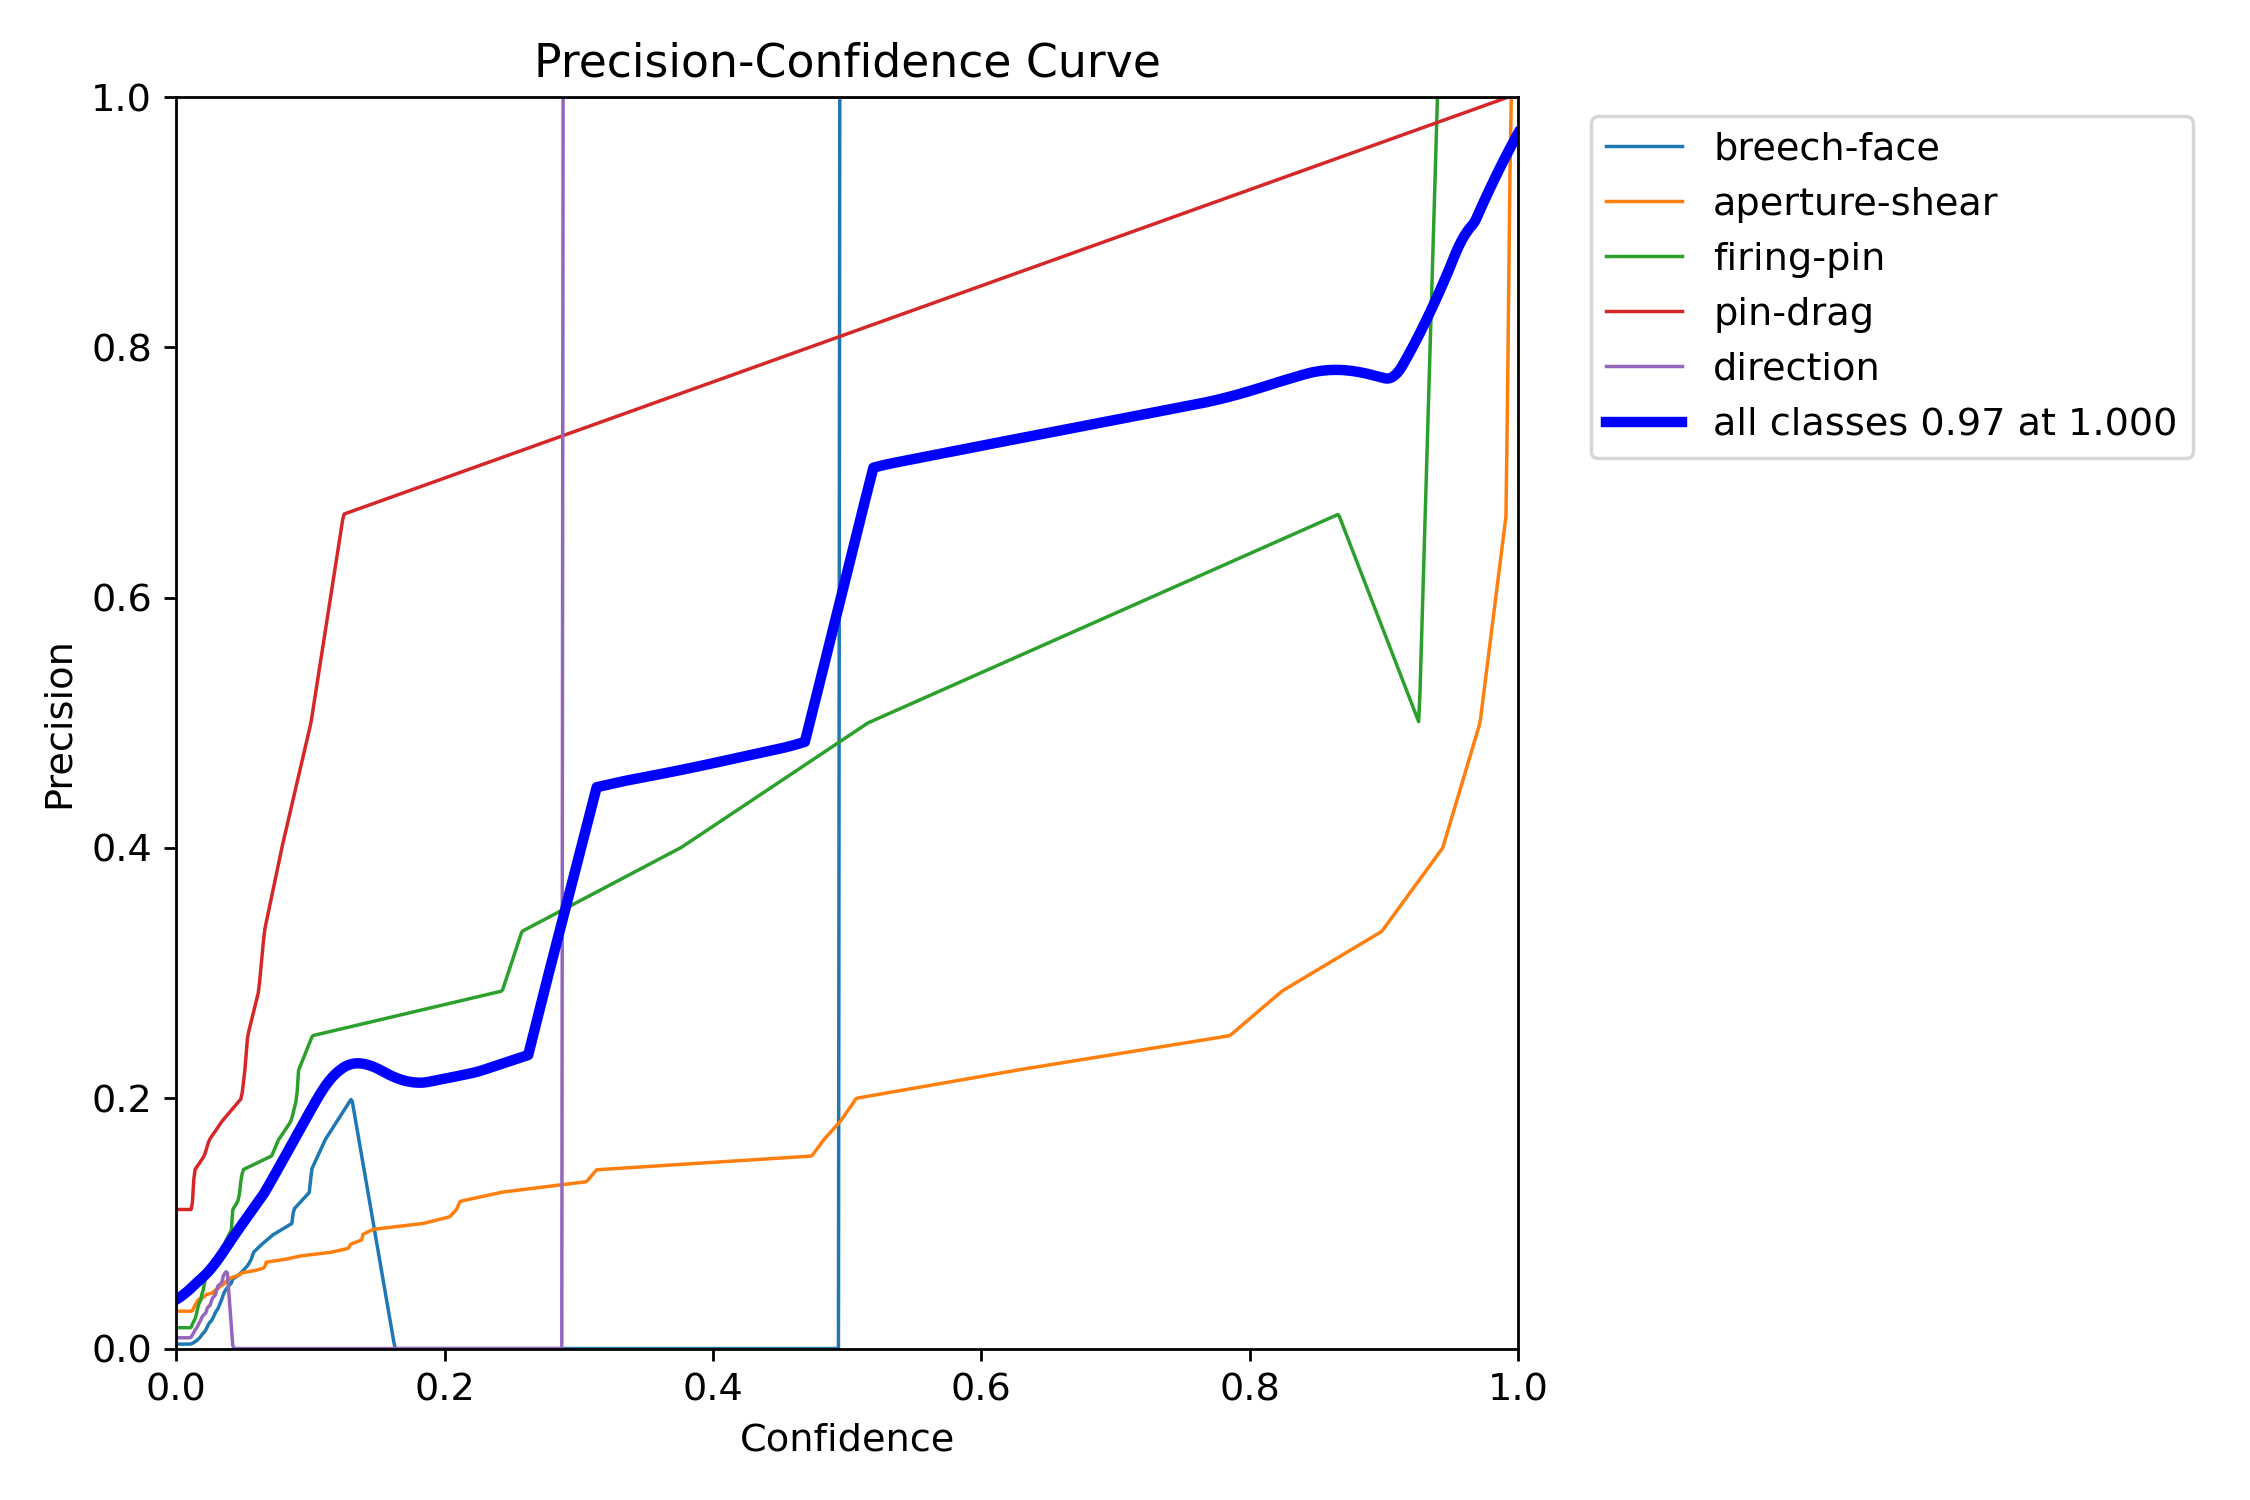 Precision-Confidence Curve
1.0
0.8
0.6
0.4
0.2
0.0
Precision
0.0 0.2 0.4 0.6 0.8 1.0
Confidence
breech-face
aperture-shear
firing-pin
pin-drag
direction
all classes 0.97 at 1.000